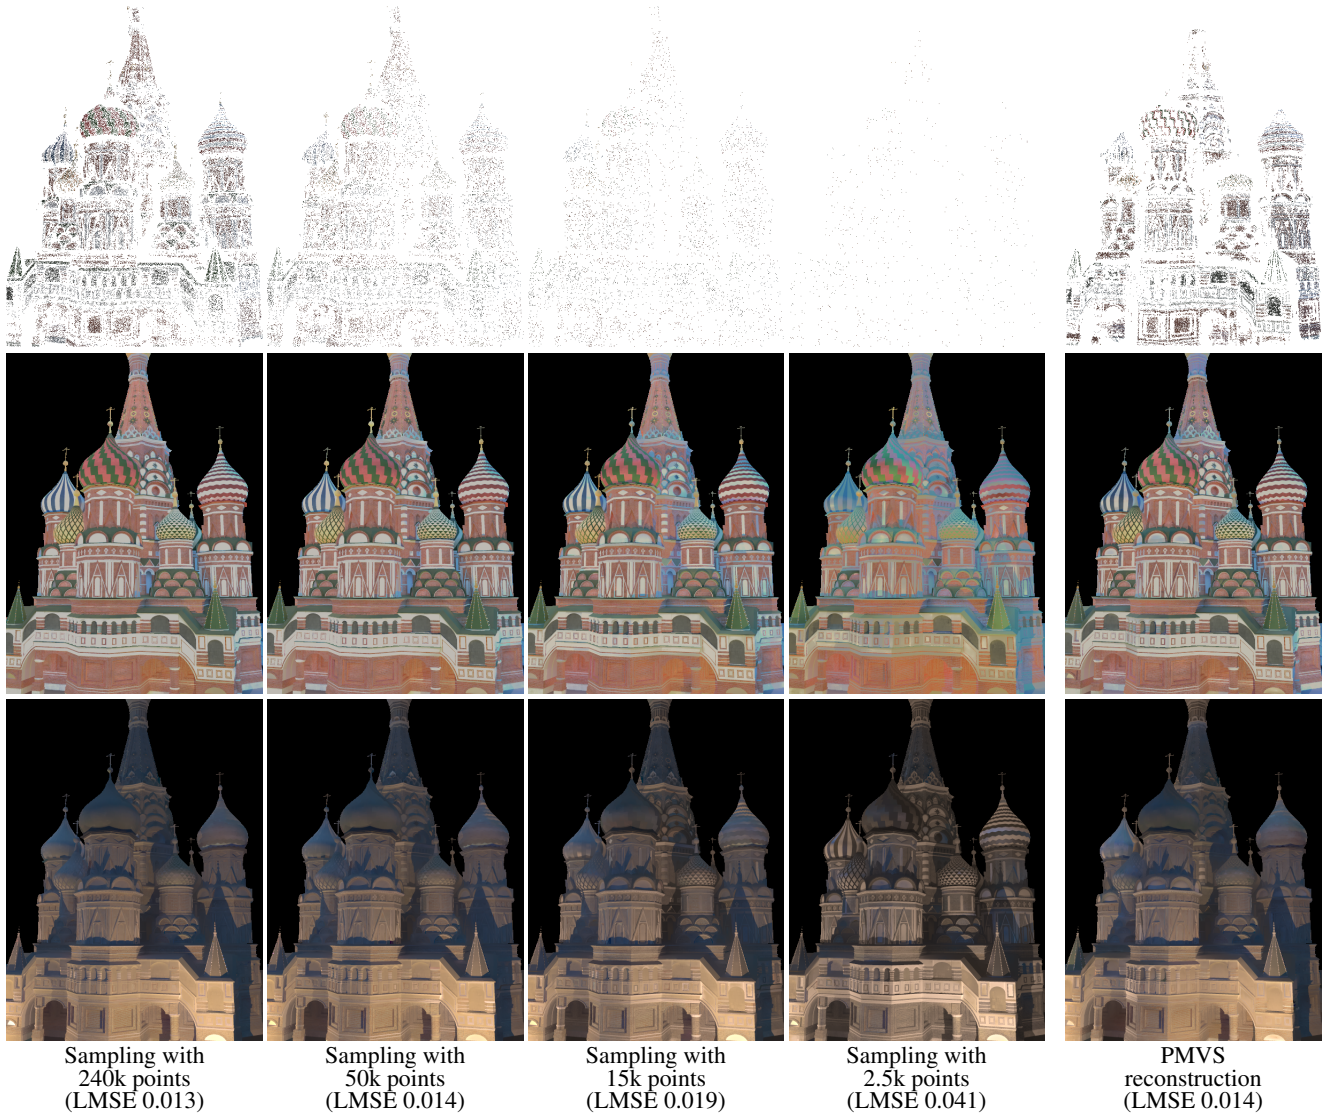 Sampling with
240k points
(LMSE 0.013)
Sampling with
50k points
(LMSE 0.014)
Sampling with
15k points
(LMSE 0.019)
Sampling with
2.5k points
(LMSE 0.041)
PMVS
reconstruction
(LMSE 0.014)